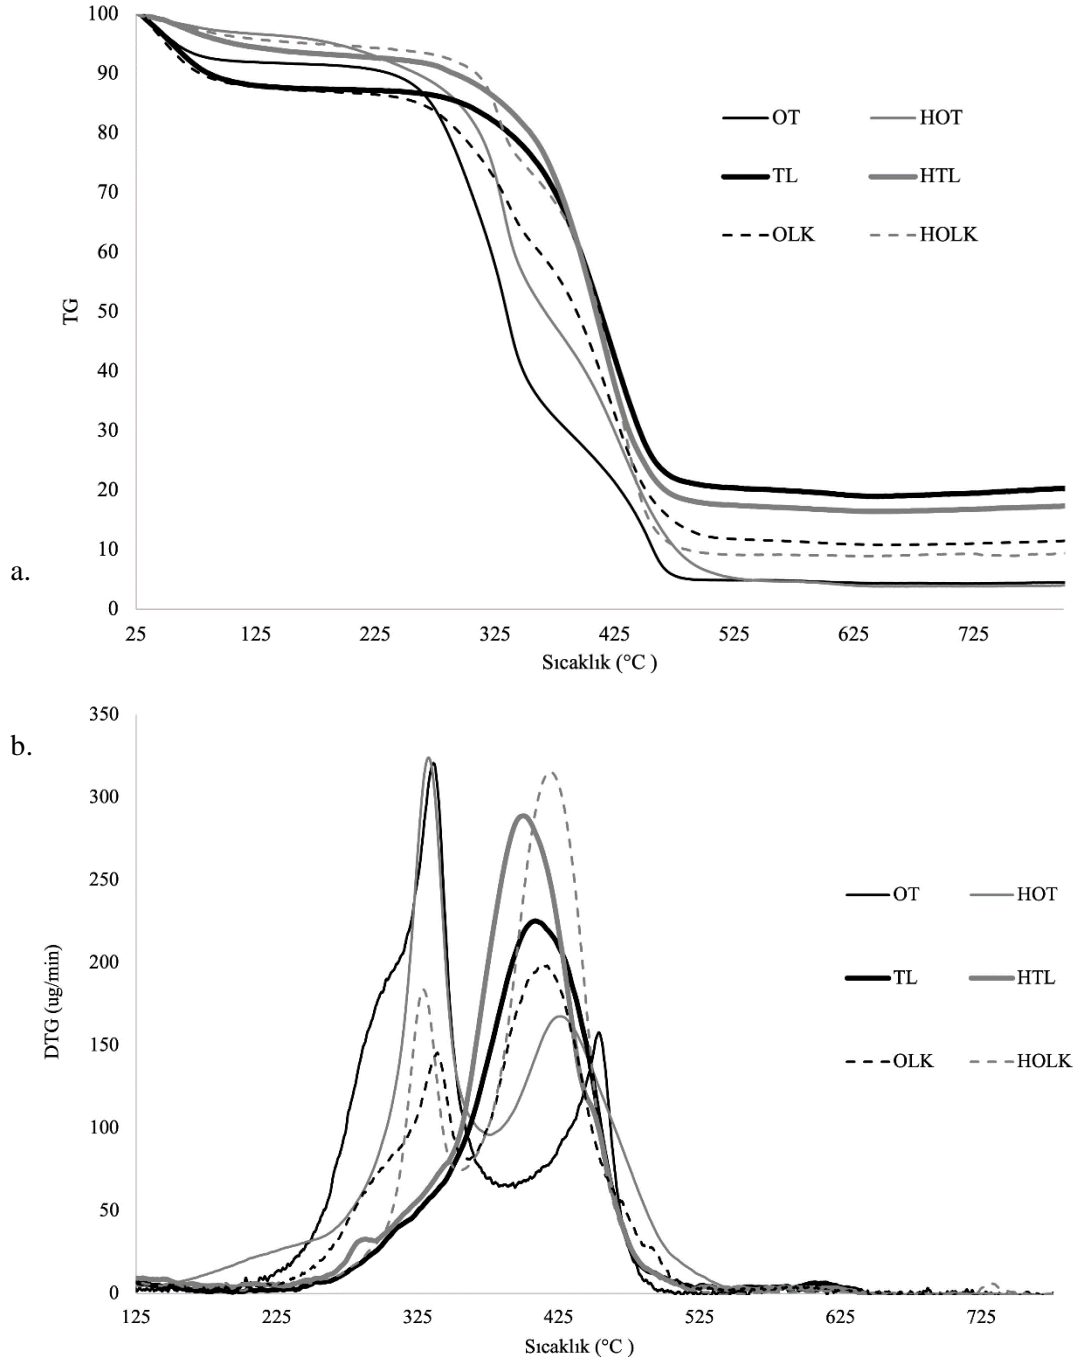 100
90
80
70
60
50
40
30
20
10
0
TG
OT HOT
TL HTL
OLK HOLK
a.
25 125 225 325 425 525 625 725
Sıcaklık (°C )
b.
350
300
250
200
150
100
50
0
DTG (ug/min)
OT HOT
TL HTL
OLK HOLK
125 225 325 425 525 625 725
Sıcaklık (°C )